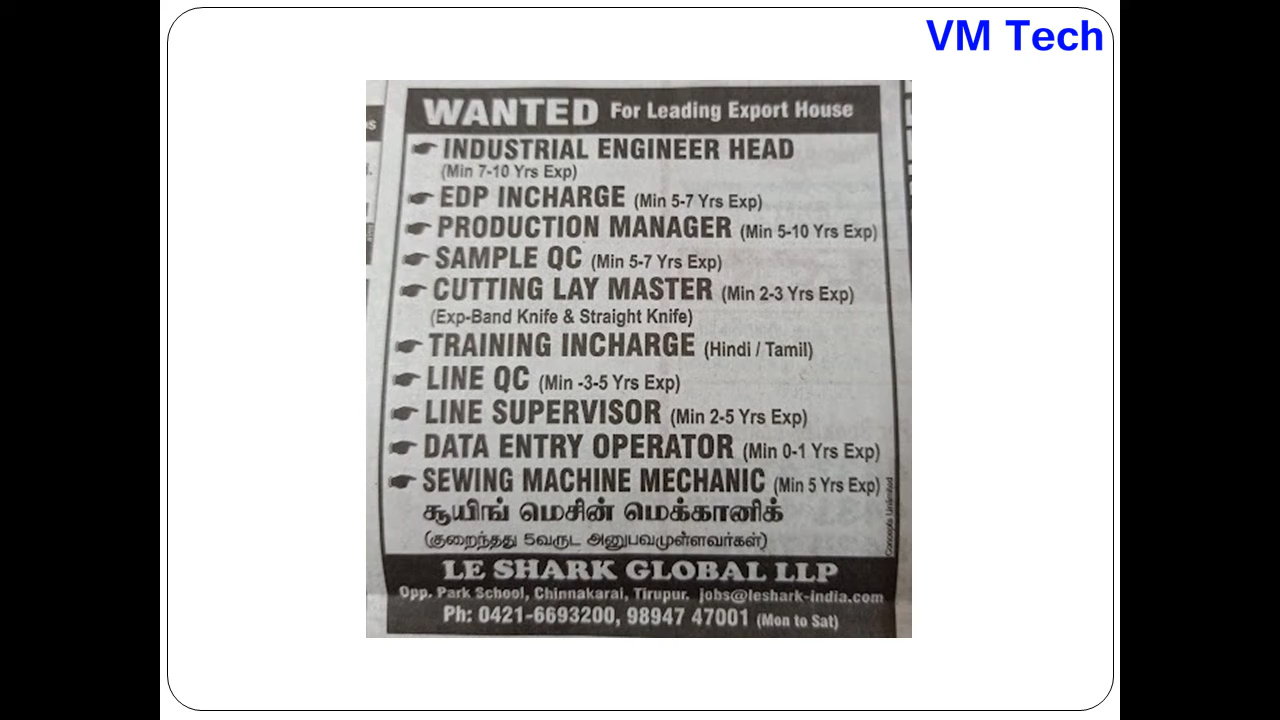 VM Tech
WANTED For Leading Export House
INDUSTRIAL ENGINEER HEAD
(Min 7-10 Yrs Exp)
EDP INCHARGE (Min 5-7 Yrs Exp)
PRODUCTION MANAGER (Min 5-10 Yrs Exp)
SAMPLE QC (Min 5-7 Yrs Exp)
CUTTING LAY MASTER (Min 2-3 Yrs Exp)
(Exp-Band Knife & Straight Knife)
TRAINING INCHARGE (Hindi / Tamil)
LINE QC (Min -3-5 Yrs Exp)
LINE SUPERVISOR (Min 2-5 Yrs Exp)
DATA ENTRY OPERATOR (Min 0-1 Yrs Exp)
SEWING MACHINE MECHANIC (Min 5 Yrs Exp)
சூயிங் மெசின் மெக்கானிக்
(குறைந்தது 5வருட அனுபவமுள்ளவர்கள்)
Concepts Unlimited
LE SHARK GLOBAL LLP
Opp. Park School, Chinnakarai, Tirupur. jobs@leshark-india.com
Ph: 0421-6693200, 98947 47001 (Mon to Sat)